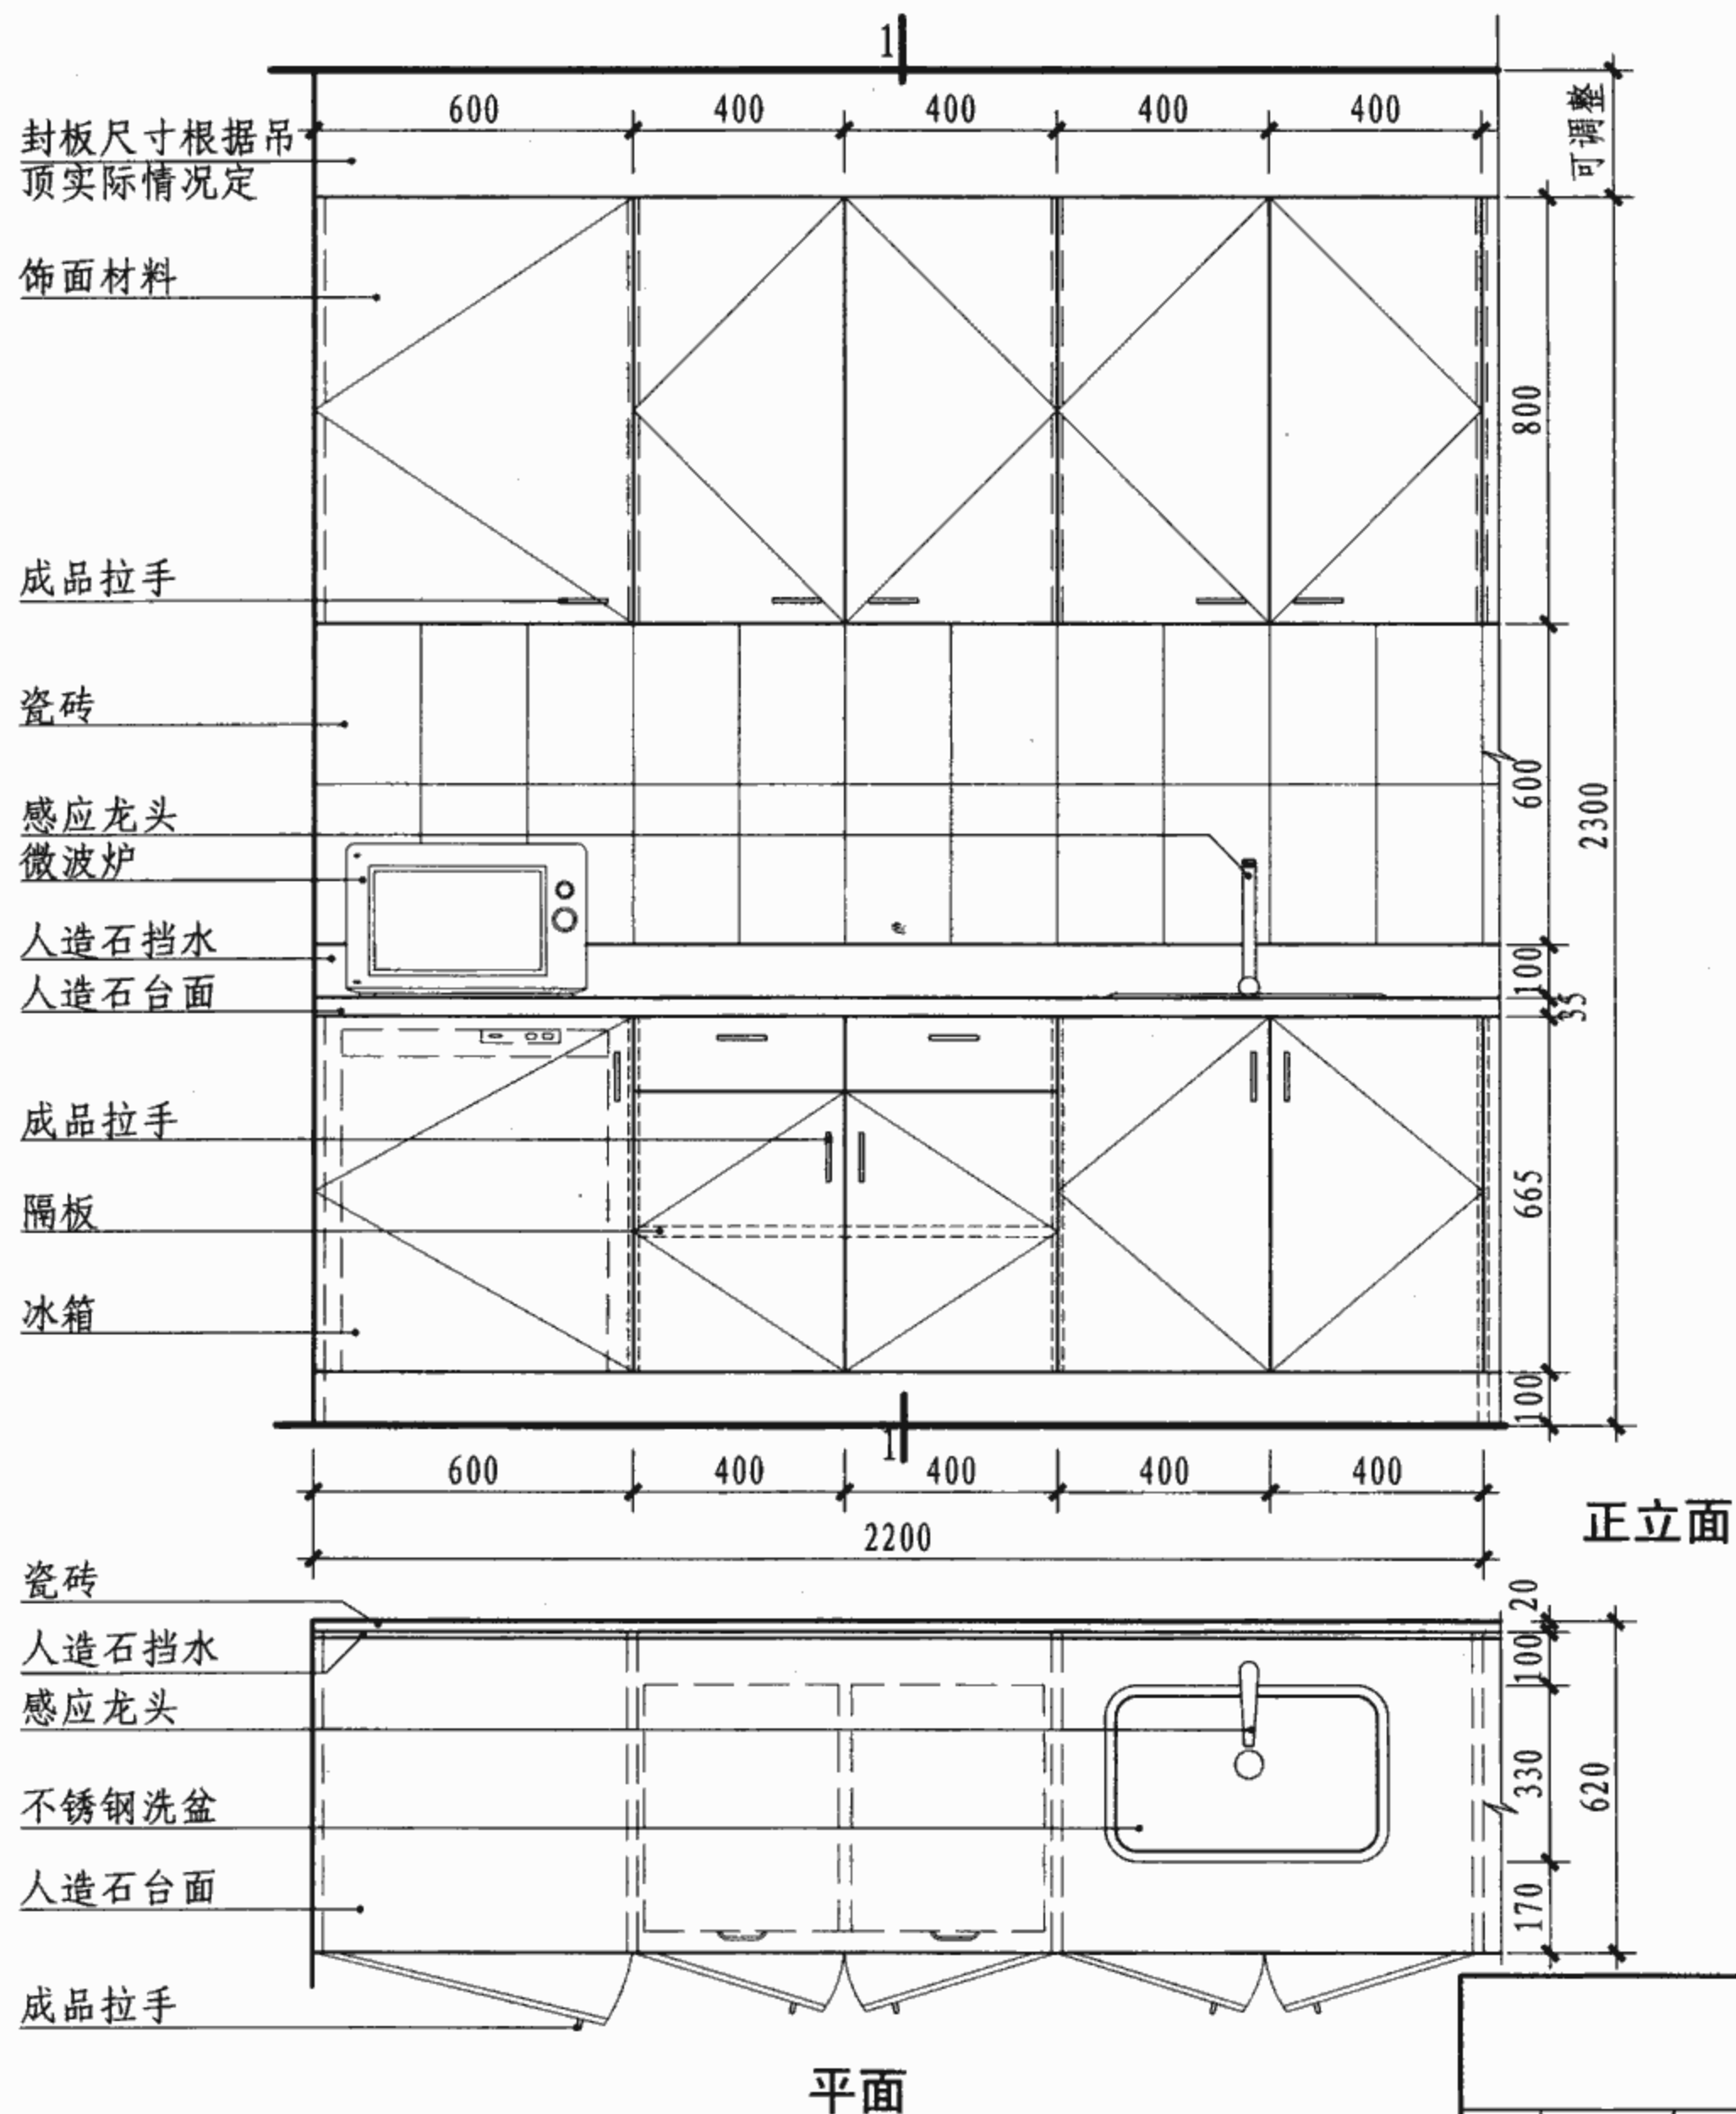 1
600
400
400
400
400
可调整
封板尺寸根据吊
顶实际情况定
饰面材料
800
成品拉手
瓷砖
600
2300
感应龙头
微波炉
人造石挡水
100
人造石台面
35
成品拉手
665
隔板
冰箱
100
1
600
400
400
400
400
2200
正立面
瓷砖
20
人造石挡水
100
感应龙头
不锈钢洗盆
330
620
人造石台面
170
成品拉手
平面